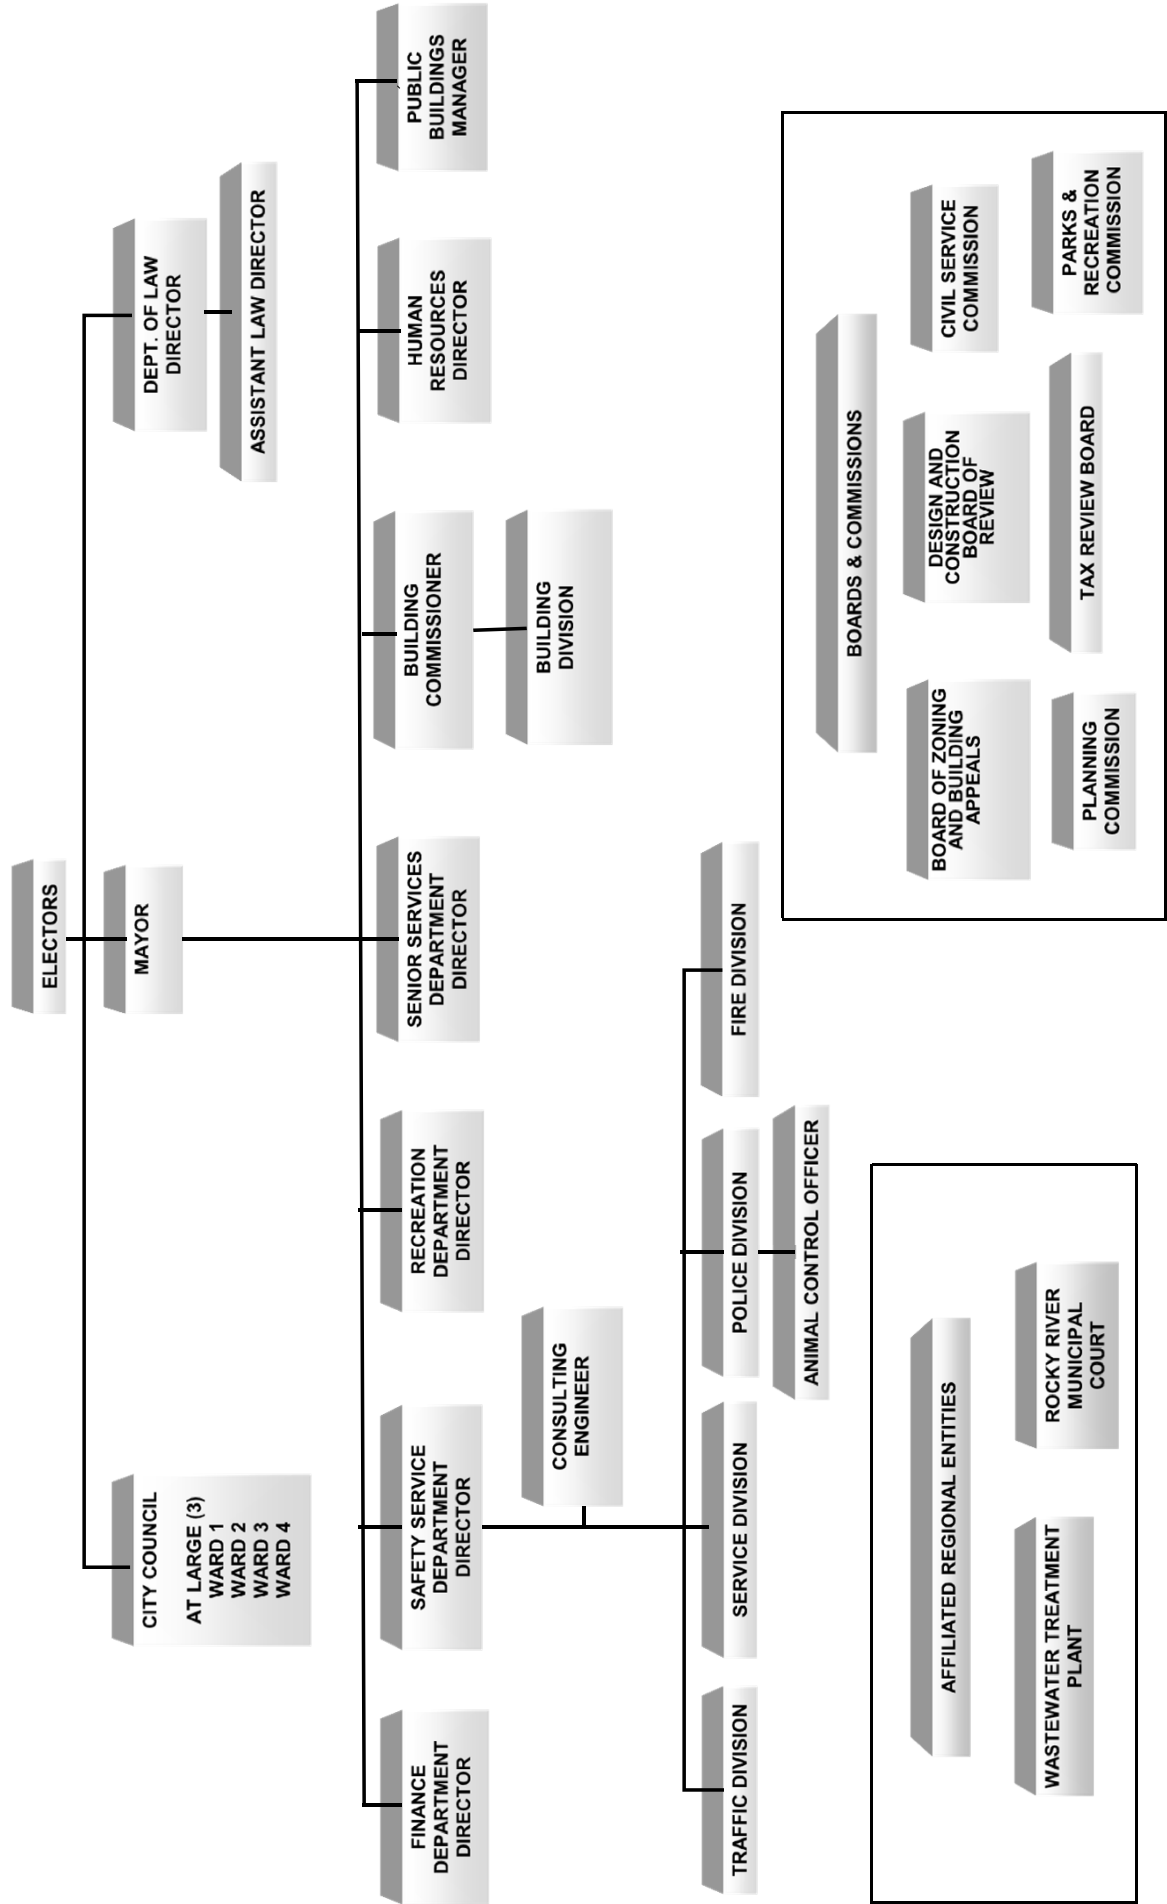 ELECTORS
CITY COUNCIL
AT LARGE (3)
WARD 1
WARD 2
WARD 3
WARD 4
MAYOR
DEPT. OF LAW
DIRECTOR
ASSISTANT LAW DIRECTOR
FINANCE
DEPARTMENT
DIRECTOR
SAFETY SERVICE
DEPARTMENT
DIRECTOR
RECREATION
DEPARTMENT
DIRECTOR
SENIOR SERVICES
DEPARTMENT
DIRECTOR
BUILDING
COMMISSIONER
HUMAN
RESOURCES
DIRECTOR
PUBLIC
BUILDINGS
MANAGER
CONSULTING
ENGINEER
BUILDING
DIVISION
TRAFFIC DIVISION
SERVICE DIVISION
POLICE DIVISION
FIRE DIVISION
ANIMAL CONTROL OFFICER
AFFILIATED REGIONAL ENTITIES
WASTEWATER TREATMENT
PLANT
ROCKY RIVER
MUNICIPAL
COURT
BOARDS & COMMISSIONS
BOARD OF ZONING
AND BUILDING
APPEALS
DESIGN AND
CONSTRUCTION
BOARD OF
REVIEW
CIVIL SERVICE
COMMISSION
PLANNING
COMMISSION
TAX REVIEW BOARD
PARKS &
RECREATION
COMMISSION